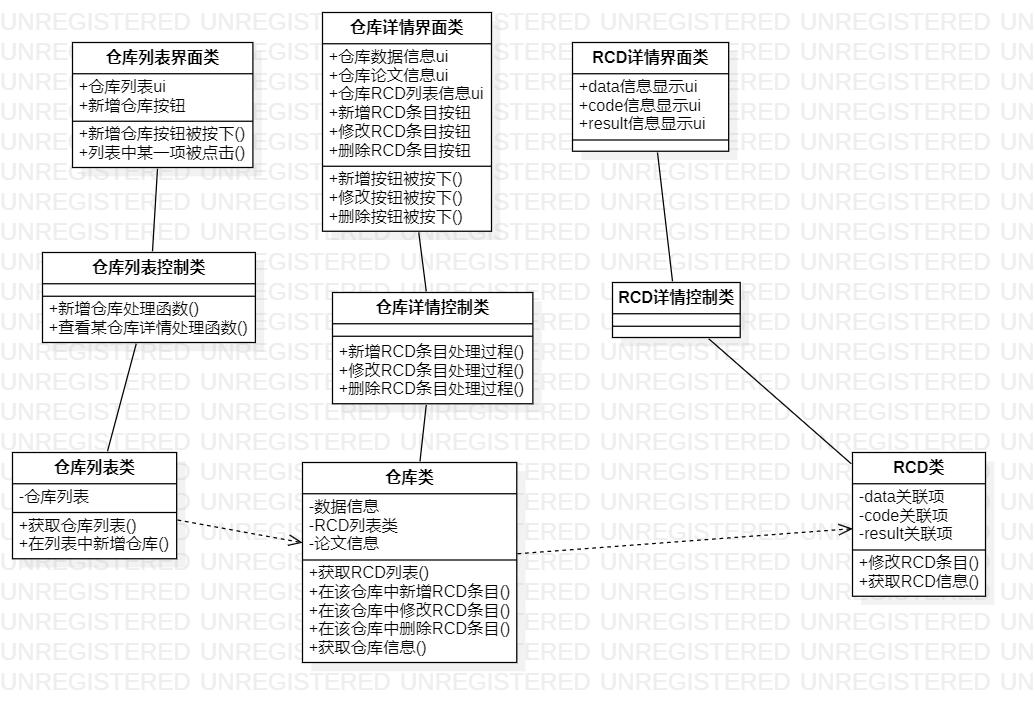 仓库列表界面类
+仓库列表ui
+新增仓库按钮
+新增仓库按钮被按下()
+列表中某一项被点击()
仓库详情界面类
+仓库数据信息ui
+仓库论文信息ui
+仓库RCD列表信息ui
+新增RCD条目按钮
+修改RCD条目按钮
+删除RCD条目按钮
+新增按钮被按下()
+修改按钮被按下()
+删除按钮被按下()
RCD详情界面类
+data信息显示ui
+code信息显示ui
+result信息显示ui
仓库列表控制类
+新增仓库处理函数()
+查看某仓库详情处理函数()
仓库详情控制类
+新增RCD条目处理过程()
+修改RCD条目处理过程()
+删除RCD条目处理过程()
RCD详情控制类
仓库列表类
-仓库列表
+获取仓库列表()
+在列表中新增仓库()
仓库类
-数据信息
-RCD列表类
-论文信息
+获取RCD列表()
+在该仓库中新增RCD条目()
+在该仓库中修改RCD条目()
+在该仓库中删除RCD条目()
+获取仓库信息()
RCD类
-data关联项
-code关联项
-result关联项
+修改RCD条目()
+获取RCD信息()